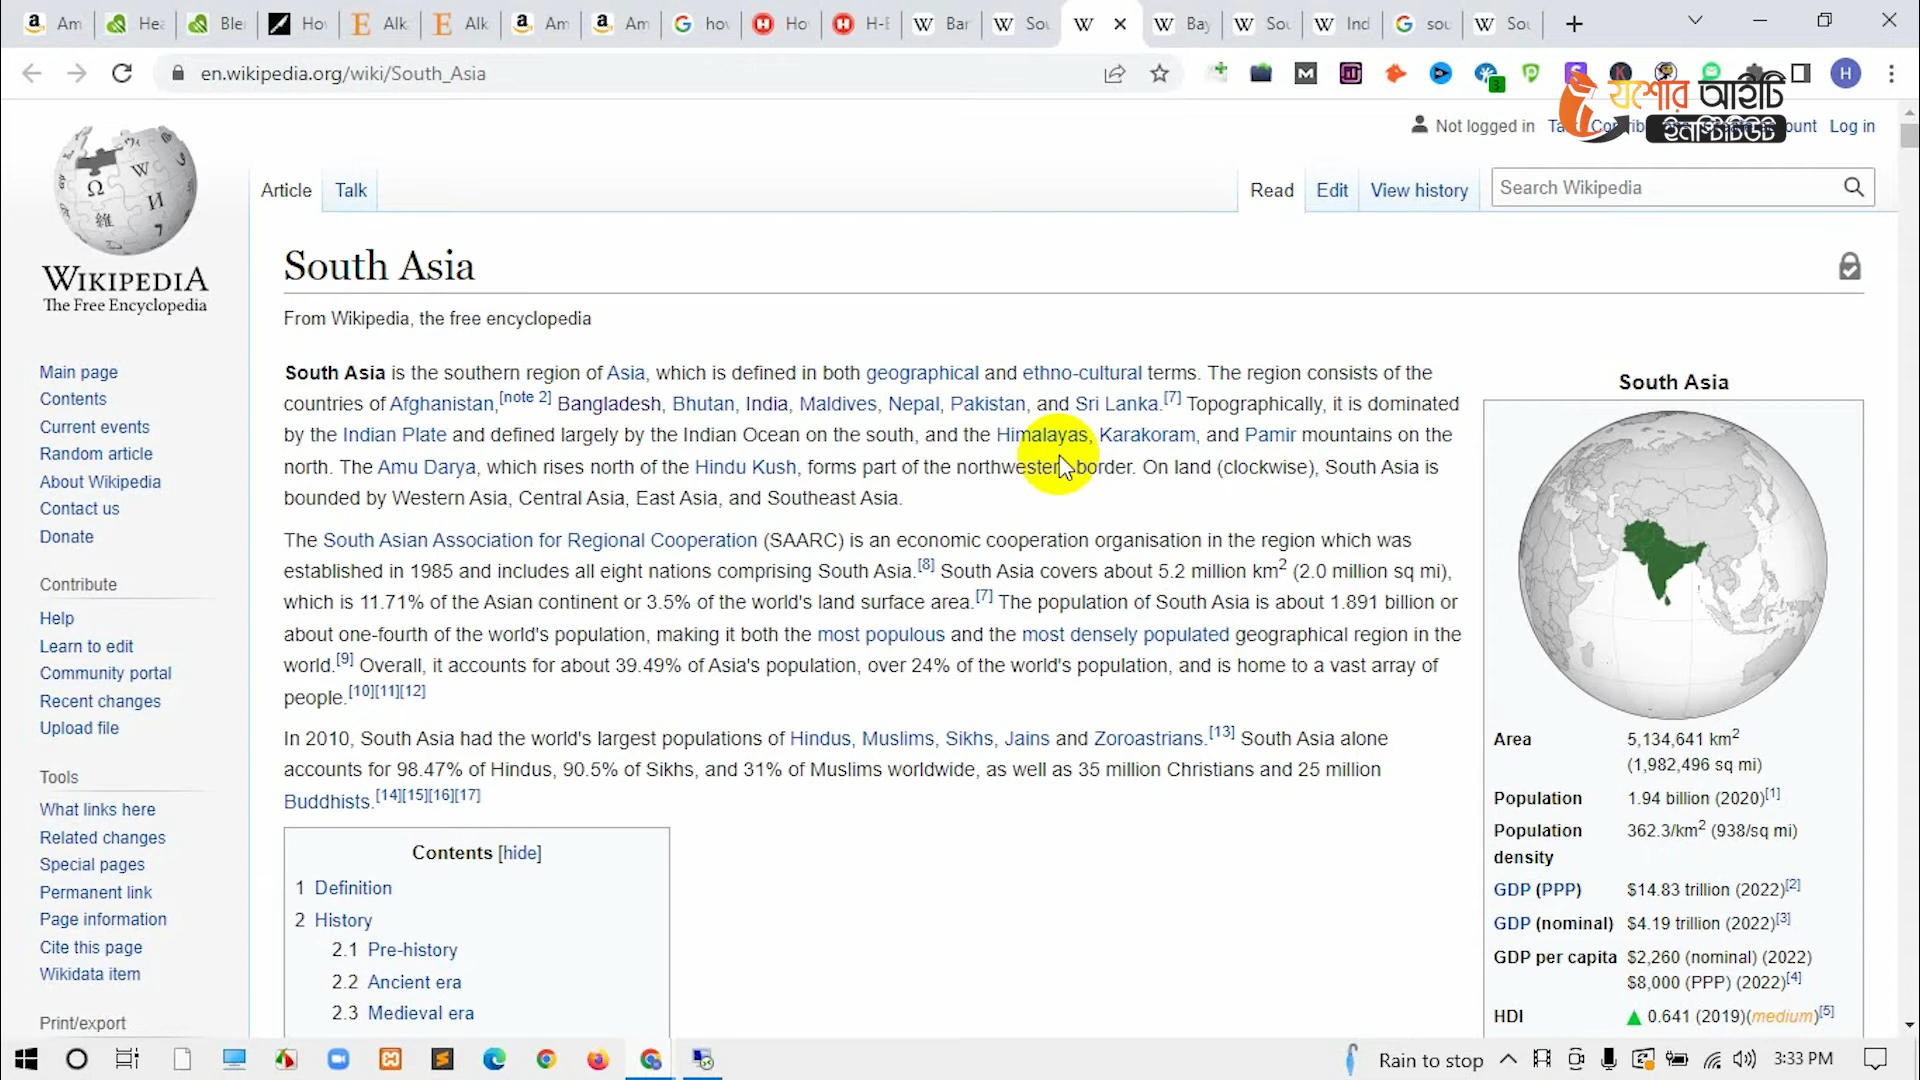 Am
Hea
Ble
Hov
Alk
Alk
Am
Am
hov
Ho
H-E
Bar
Sou
Bay
Sou
Ind
sou
Sou
en.wikipedia.org/wiki/South_Asia
H
যশোর আইটি
ইনস্টিটিউট
Not logged in
Log in
Article
Talk
Read
Edit
View history
Search Wikipedia
WIKIPEDIA
The Free Encyclopedia
South Asia
From Wikipedia, the free encyclopedia
Main page
Contents
Current events
Random article
About Wikipedia
Contact us
Donate
Contribute
Help
Learn to edit
Community portal
Recent changes
Upload file
Tools
What links here
Related changes
Special pages
Permanent link
Page information
Cite this page
Wikidata item
Print/export
South Asia is the southern region of Asia, which is defined in both geographical and ethno-cultural terms. The region consists of the
countries of Afghanistan,[note 2] Bangladesh, Bhutan, India, Maldives, Nepal, Pakistan, and Sri Lanka.[7] Topographically, it is dominated
by the Indian Plate and defined largely by the Indian Ocean on the south, and the Himalayas, Karakoram, and Pamir mountains on the
north. The Amu Darya, which rises north of the Hindu Kush, forms part of the northwestern border. On land (clockwise), South Asia is
bounded by Western Asia, Central Asia, East Asia, and Southeast Asia.
The South Asian Association for Regional Cooperation (SAARC) is an economic cooperation organisation in the region which was
established in 1985 and includes all eight nations comprising South Asia.[8] South Asia covers about 5.2 million km2 (2.0 million sq mi),
which is 11.71% of the Asian continent or 3.5% of the world's land surface area.[7] The population of South Asia is about 1.891 billion or
about one-fourth of the world's population, making it both the most populous and the most densely populated geographical region in the
world.[9] Overall, it accounts for about 39.49% of Asia's population, over 24% of the world's population, and is home to a vast array of
people.[10][11][12]
In 2010, South Asia had the world's largest populations of Hindus, Muslims, Sikhs, Jains and Zoroastrians.[13] South Asia alone
accounts for 98.47% of Hindus, 90.5% of Sikhs, and 31% of Muslims worldwide, as well as 35 million Christians and 25 million
Buddhists.[14][15][16][17]
Contents [hide]
1 Definition
2 History
2.1 Pre-history
2.2 Ancient era
2.3 Medieval era
South Asia
Area 5,134,641 km2
(1,982,496 sq mi)
Population 1.94 billion (2020)[1]
Population 362.3/km2 (938/sq mi)
density
GDP (PPP) $14.83 trillion (2022)[2]
GDP (nominal) $4.19 trillion (2022)[3]
GDP per capita $2,260 (nominal) (2022)
$8,000 (PPP) (2022)[4]
HDI ▲ 0.641 (2019)(medium)[5]
Rain to stop
3:33 PM